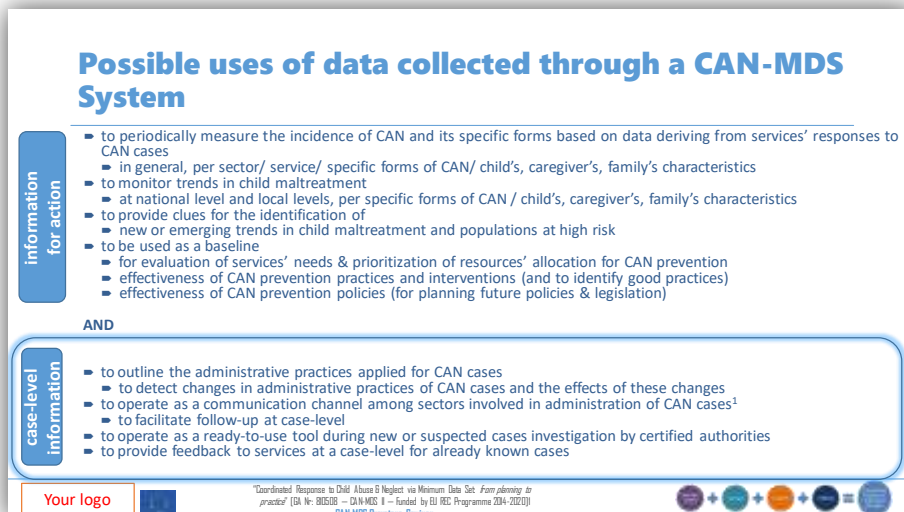 Possible uses of data collected through a CAN-MDS
System
information
for action
to periodically measure the incidence of CAN and its specific forms based on data deriving from services’ responses to
CAN cases
in general, per sector/ service/ specific forms of CAN/ child’s, caregiver’s, family’s characteristics
to monitor trends in child maltreatment
at national level and local levels, per specific forms of CAN / child’s, caregiver’s, family’s characteristics
to provide clues for the identification of
new or emerging trends in child maltreatment and populations at high risk
to be used as a baseline
for evaluation of services’ needs & prioritization of resources’ allocation for CAN prevention
effectiveness of CAN prevention practices and interventions (and to identify good practices)
effectiveness of CAN prevention policies (for planning future policies & legislation)
AND
case-level
information
to outline the administrative practices applied for CAN cases
to detect changes in administrative practices of CAN cases and the effects of these changes
to operate as a communication channel among sectors involved in administration of CAN cases¹
to facilitate follow-up at case-level
to operate as a ready-to-use tool during new or suspected cases investigation by certified authorities
to provide feedback to services at a case-level for already known cases
Your logo
"Coordinated Response to Child Abuse & Neglect via Minimum Data Set: from planning to
practice" [GA Nr: 810508 — CAN-MDS II — Funded by EU REC Programme 2014-2020)]